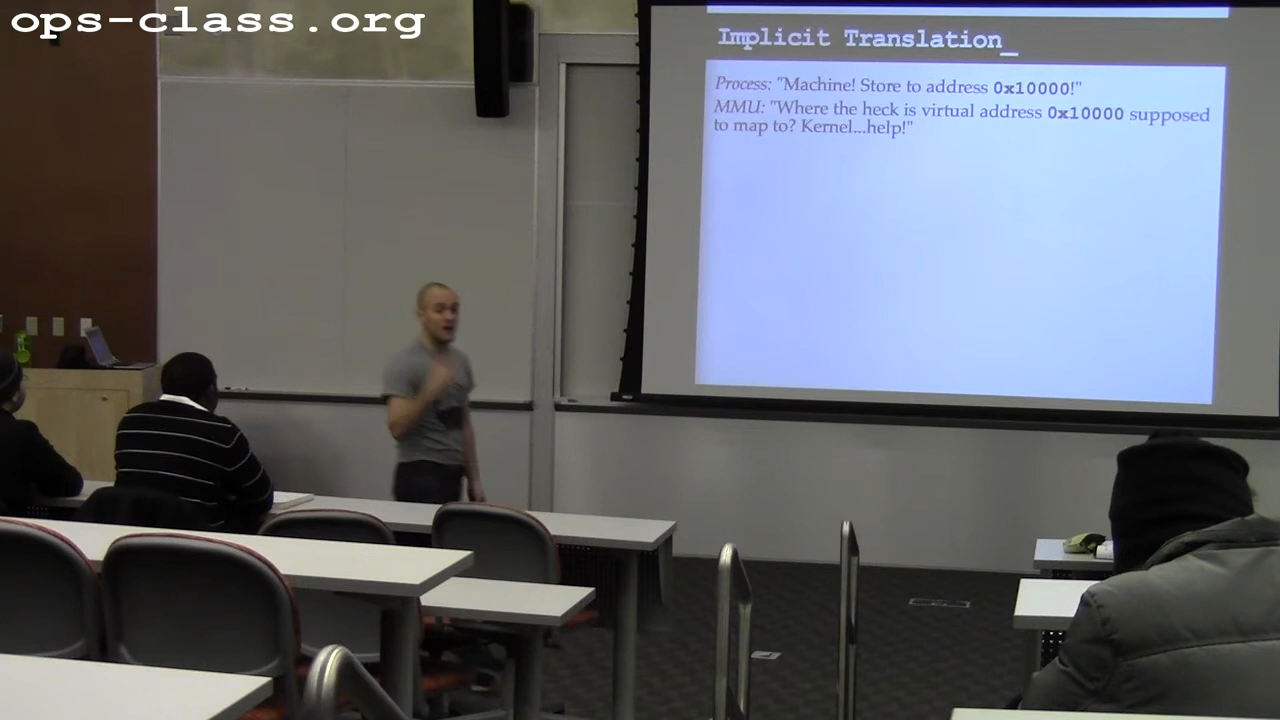 ops-class.org
Implicit Translation_
Process: "Machine! Store to address 0x10000!"
MMU: "Where the heck is virtual address 0x10000 supposed
to map to? Kernel...help!"